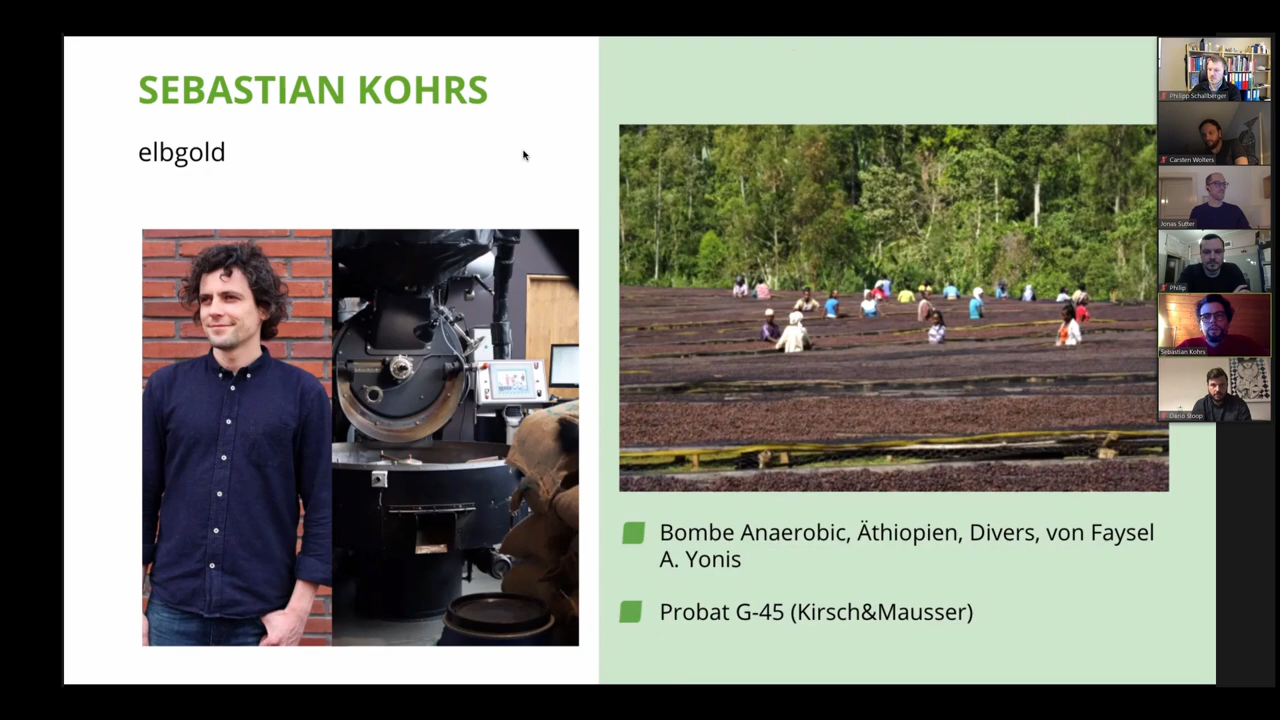 SEBASTIAN KOHRS
elbgold
Bombe Anaerobic, Äthiopien, Divers, von Faysel
A. Yonis
Probat G-45 (Kirsch&Mausser)
Philipp Schallberger
Carsten Wolters
Jonas Sutter
Philip
Sebastian Kohrs
Dario Stoop